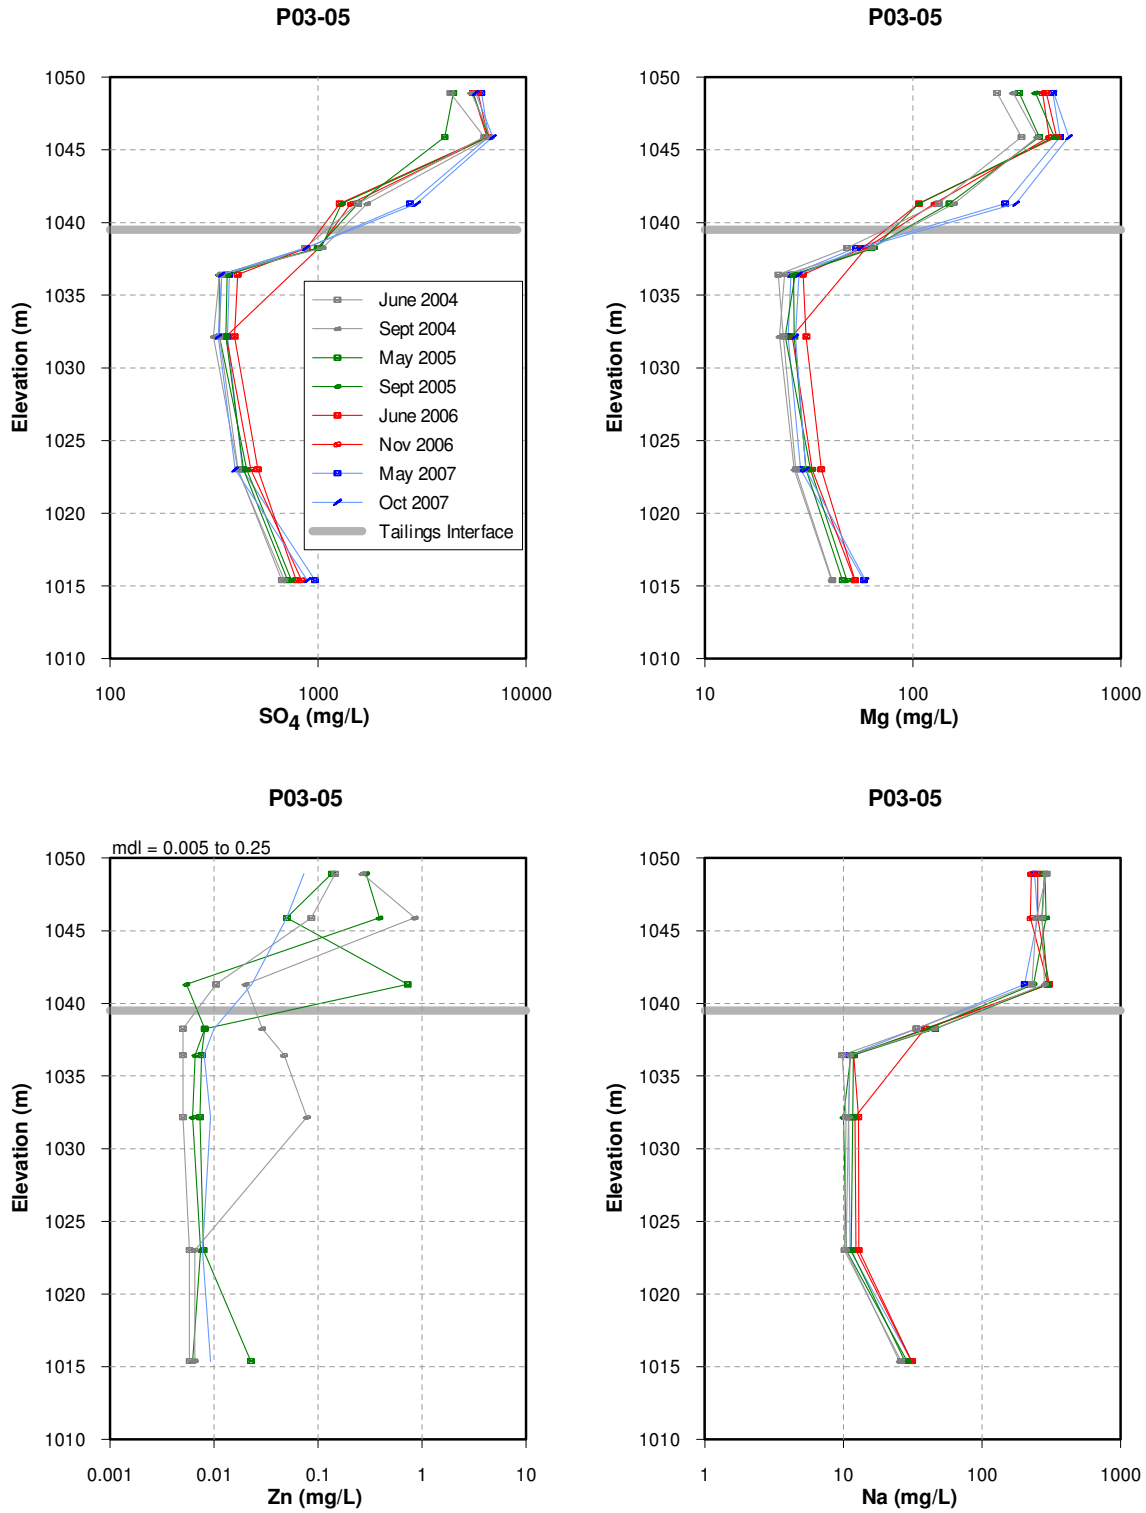 P03-05
1050
1045
1040
1035
1030
1025
1020
1015
1010
Elevation (m)
100 1000 10000
SO4 (mg/L)
June 2004
Sept 2004
May 2005
Sept 2005
June 2006
Nov 2006
May 2007
Oct 2007
Tailings Interface
P03-05
1050
1045
1040
1035
1030
1025
1020
1015
1010
Elevation (m)
10 100 1000
Mg (mg/L)
P03-05
mdl = 0.005 to 0.25
1050
1045
1040
1035
1030
1025
1020
1015
1010
Elevation (m)
0.001 0.01 0.1 1 10
Zn (mg/L)
P03-05
1050
1045
1040
1035
1030
1025
1020
1015
1010
Elevation (m)
1 10 100 1000
Na (mg/L)